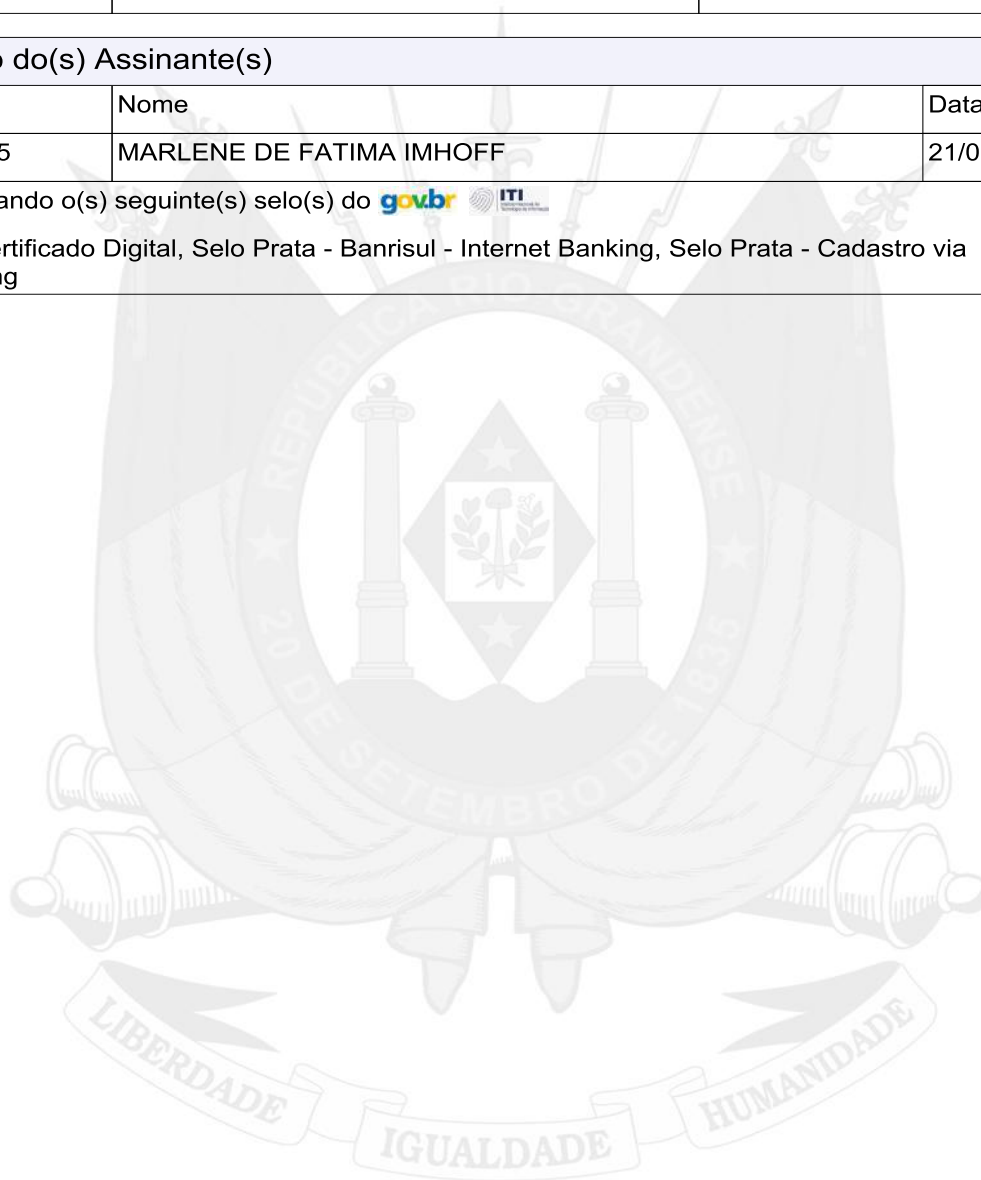 o do(s) Assinante(s)
Nome
Data
5
MARLENE DE FATIMA IMHOFF
21/0
ando o(s) seguinte(s) selo(s) do gov.br ITI
ertificado Digital, Selo Prata - Banrisul - Internet Banking, Selo Prata - Cadastro via
ng
REPÚBLICA RIO GRANDENSE
20 DE SETEMBRO DE 1835
LIBERDADE
IGUALDADE
HUMANIDADE